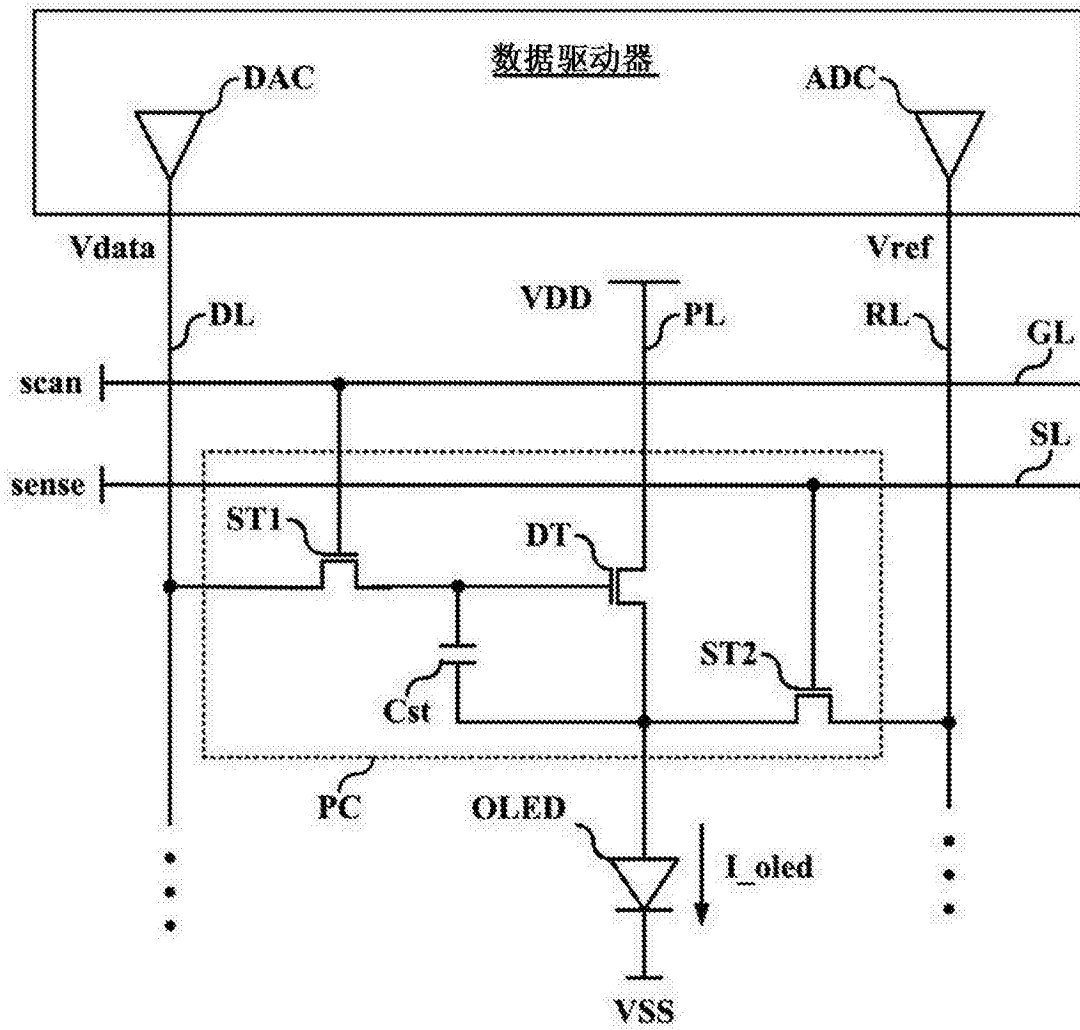 数据驱动器
DAC
ADC
Vdata
Vref
VDD
DL
PL
RL
GL
scan
SL
sense
ST1
DT
ST2
Cst
PC
OLED
I_oled
VSS